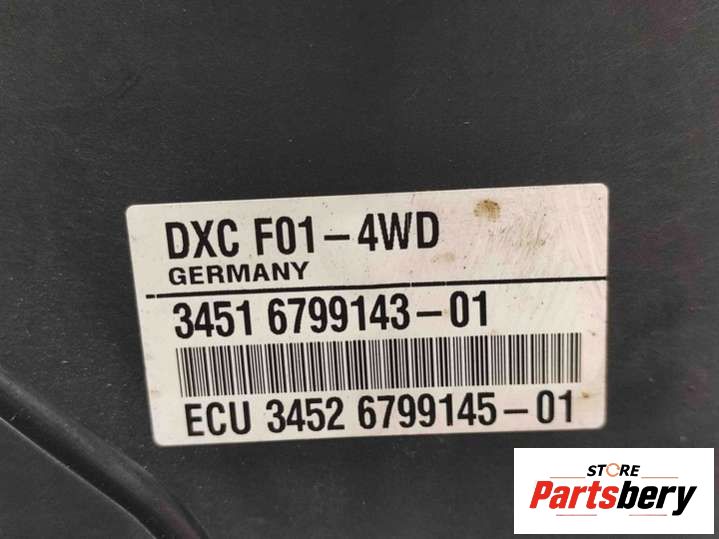 DXC F01-4WD
GERMANY
3451 6799143-01
ECU 3452 6799145-01
STORE
Partsbery